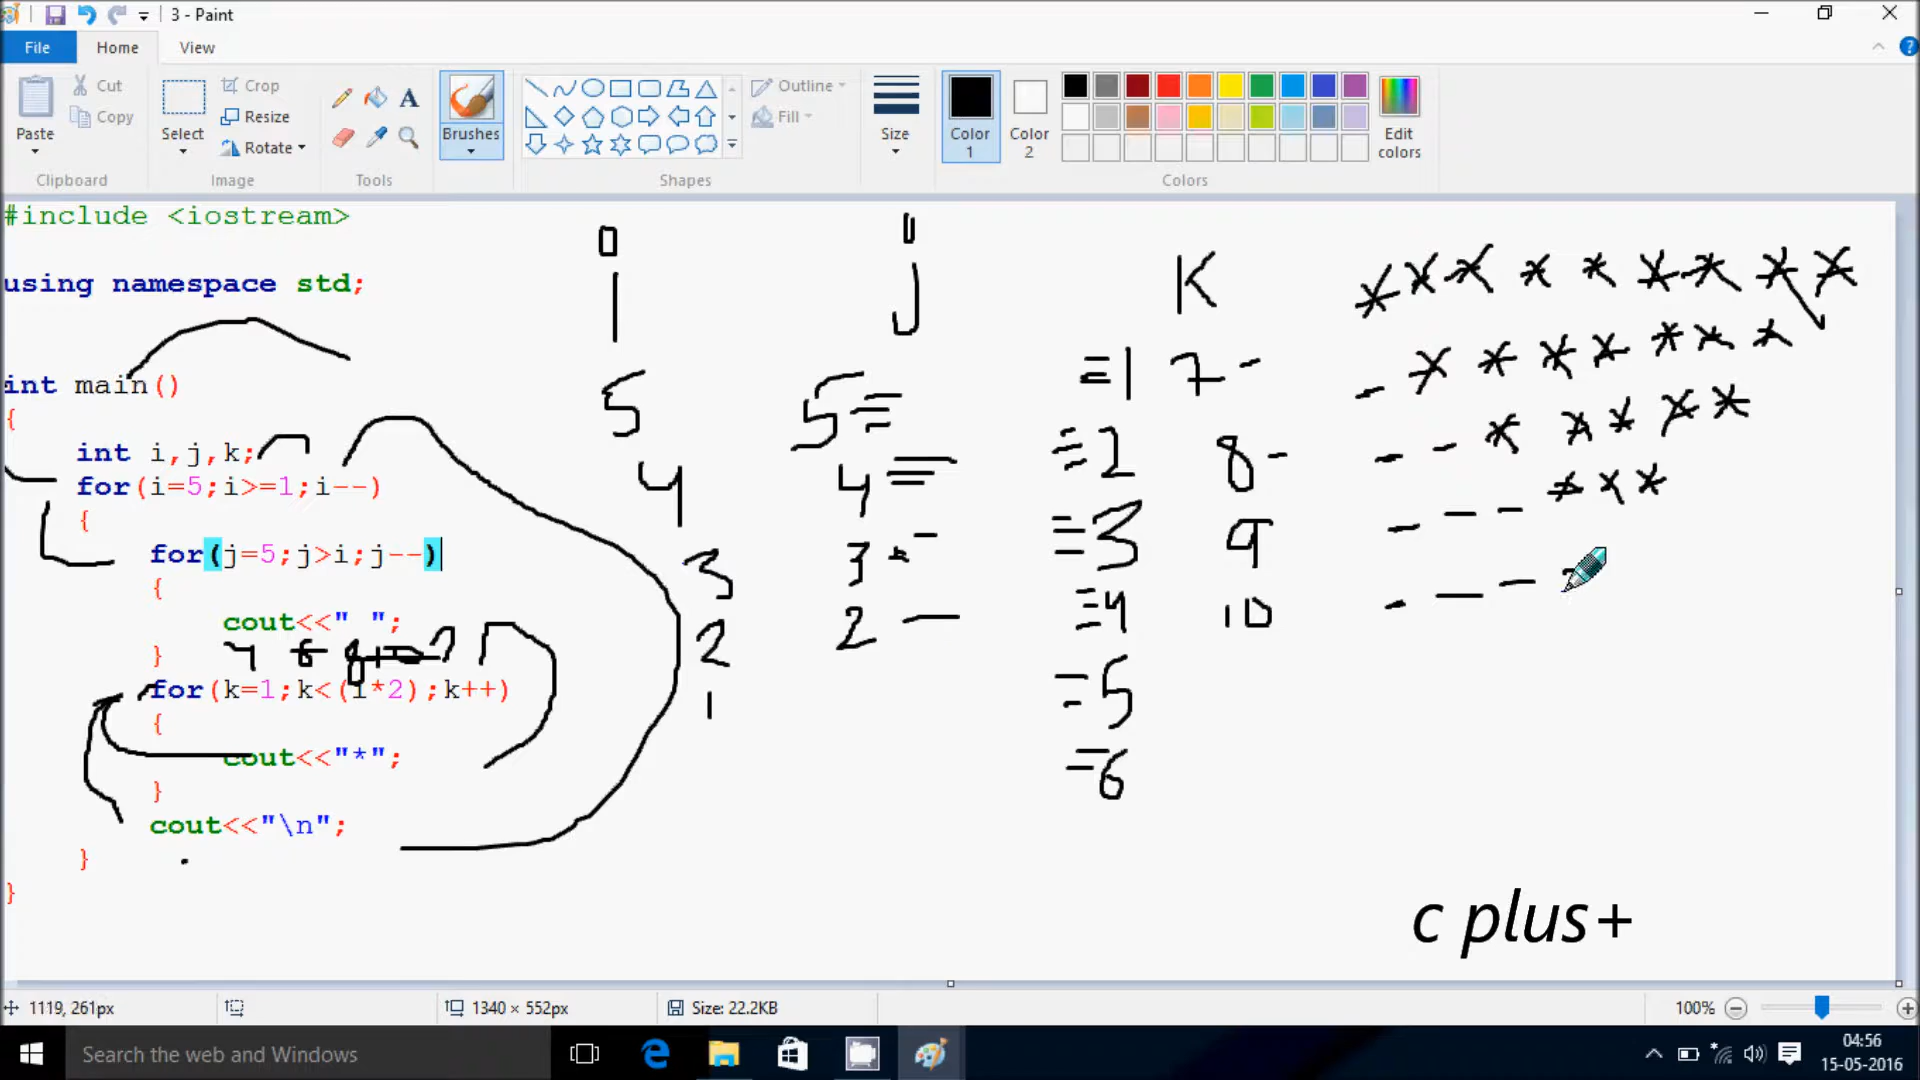 3 - Paint
File Home View
Paste
Cut
Copy
Clipboard
Select
Crop
Resize
Rotate
Image
A
Tools
Brushes
Outline
Fill
Shapes
Size
Color 1
Color 2
Edit colors
Colors
#include <iostream>
using namespace std;
int main()
{
int i,j,k;
for(i=5;i>=1;i--)
{
for(j=5;j>i;j--)
{
cout<<" ";
}
for(k=1;k<(i*2);k++)
{
cout<<"*";
}
cout<<"\n";
}
}
5
4
3
2
1
J
5
4
3
2
K
=1 7 -
2 8 -
3 9
=4 10
=5
=6
* * * * * * * * *
- * * * * * * *
- - * * * * *
- - - * * *
- - -
c plus+
1119, 261px
1340 × 552px
Size: 22.2KB
100%
Search the web and Windows
04:56
15-05-2016